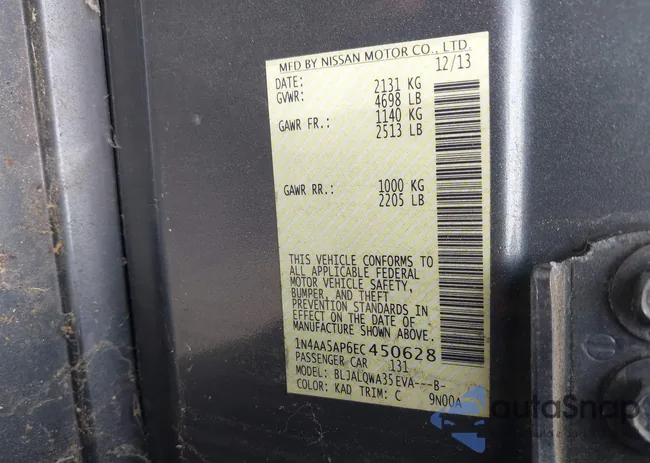 MFD BY NISSAN MOTOR CO., LTD.
DATE: 12/13
GVWR: 2131 KG
4698 LB
GAWR FR.: 1140 KG
2513 LB
GAWR RR.: 1000 KG
2205 LB
THIS VEHICLE CONFORMS TO
ALL APPLICABLE FEDERAL
MOTOR VEHICLE SAFETY,
BUMPER, AND THEFT
PREVENTION STANDARDS IN
EFFECT ON THE DATE OF
MANUFACTURE SHOWN ABOVE.
1N4AA5AP6EC450628
PASSENGER CAR 131
MODEL: BLJALQWA35EVA---B-
COLOR: KAD TRIM: C 9N00A
autoSnap